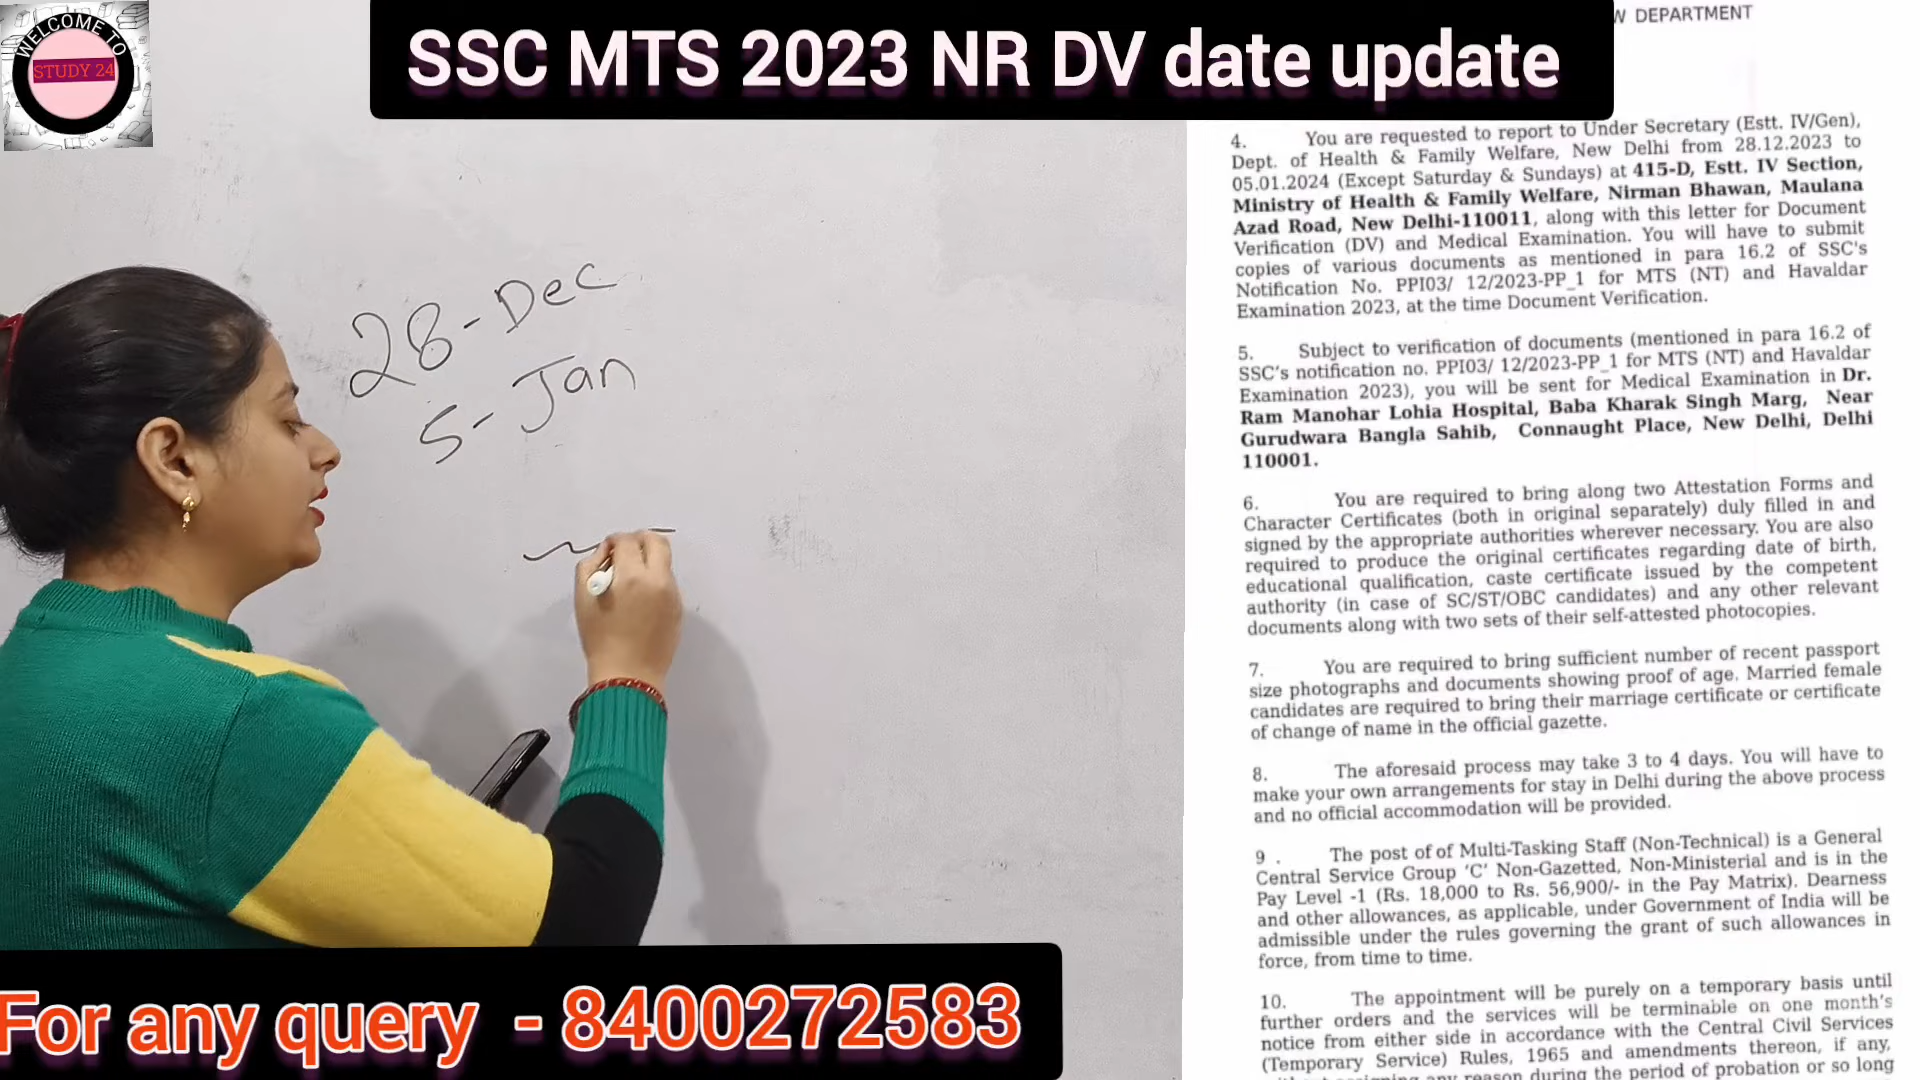 WELCOME TO
STUDY 24
SSC MTS 2023 NR DV date update
28-Dec
5-Jan
For any query - 8400272583
DEPARTMENT
4. You are requested to report to Under Secretary (Estt. IV/Gen),
Dept. of Health & Family Welfare, New Delhi from 28.12.2023 to
05.01.2024 (Except Saturday & Sundays) at 415-D, Estt. IV Section,
Ministry of Health & Family Welfare, Nirman Bhawan, Maulana
Azad Road, New Delhi-110011, along with this letter for Document
Verification (DV) and Medical Examination. You will have to submit
copies of various documents as mentioned in para 16.2 of SSC's
Notification No. PPI03/ 12/2023-PP_1 for MTS (NT) and Havaldar
Examination 2023, at the time Document Verification.
5. Subject to verification of documents (mentioned in para 16.2 of
SSC's notification no. PPI03/ 12/2023-PP_1 for MTS (NT) and Havaldar
Examination 2023), you will be sent for Medical Examination in Dr.
Ram Manohar Lohia Hospital, Baba Kharak Singh Marg, Near
Gurudwara Bangla Sahib, Connaught Place, New Delhi, Delhi
110001.
6. You are required to bring along two Attestation Forms and
Character Certificates (both in original separately) duly filled in and
signed by the appropriate authorities wherever necessary. You are also
required to produce the original certificates regarding date of birth,
educational qualification, caste certificate issued by the competent
authority (in case of SC/ST/OBC candidates) and any other relevant
documents along with two sets of their self-attested photocopies.
7. You are required to bring sufficient number of recent passport
size photographs and documents showing proof of age. Married female
candidates are required to bring their marriage certificate or certificate
of change of name in the official gazette.
8. The aforesaid process may take 3 to 4 days. You will have to
make your own arrangements for stay in Delhi during the above process
and no official accommodation will be provided.
9 . The post of of Multi-Tasking Staff (Non-Technical) is a General
Central Service Group 'C' Non-Gazetted, Non-Ministerial and is in the
Pay Level -1 (Rs. 18,000 to Rs. 56,900/- in the Pay Matrix). Dearness
and other allowances, as applicable, under Government of India will be
admissible under the rules governing the grant of such allowances in
force, from time to time.
10. The appointment will be purely on a temporary basis until
further orders and the services will be terminable on one month's
notice from either side in accordance with the Central Civil Services
(Temporary Service) Rules, 1965 and amendments thereon, if any,
any reason during the period of probation or so long